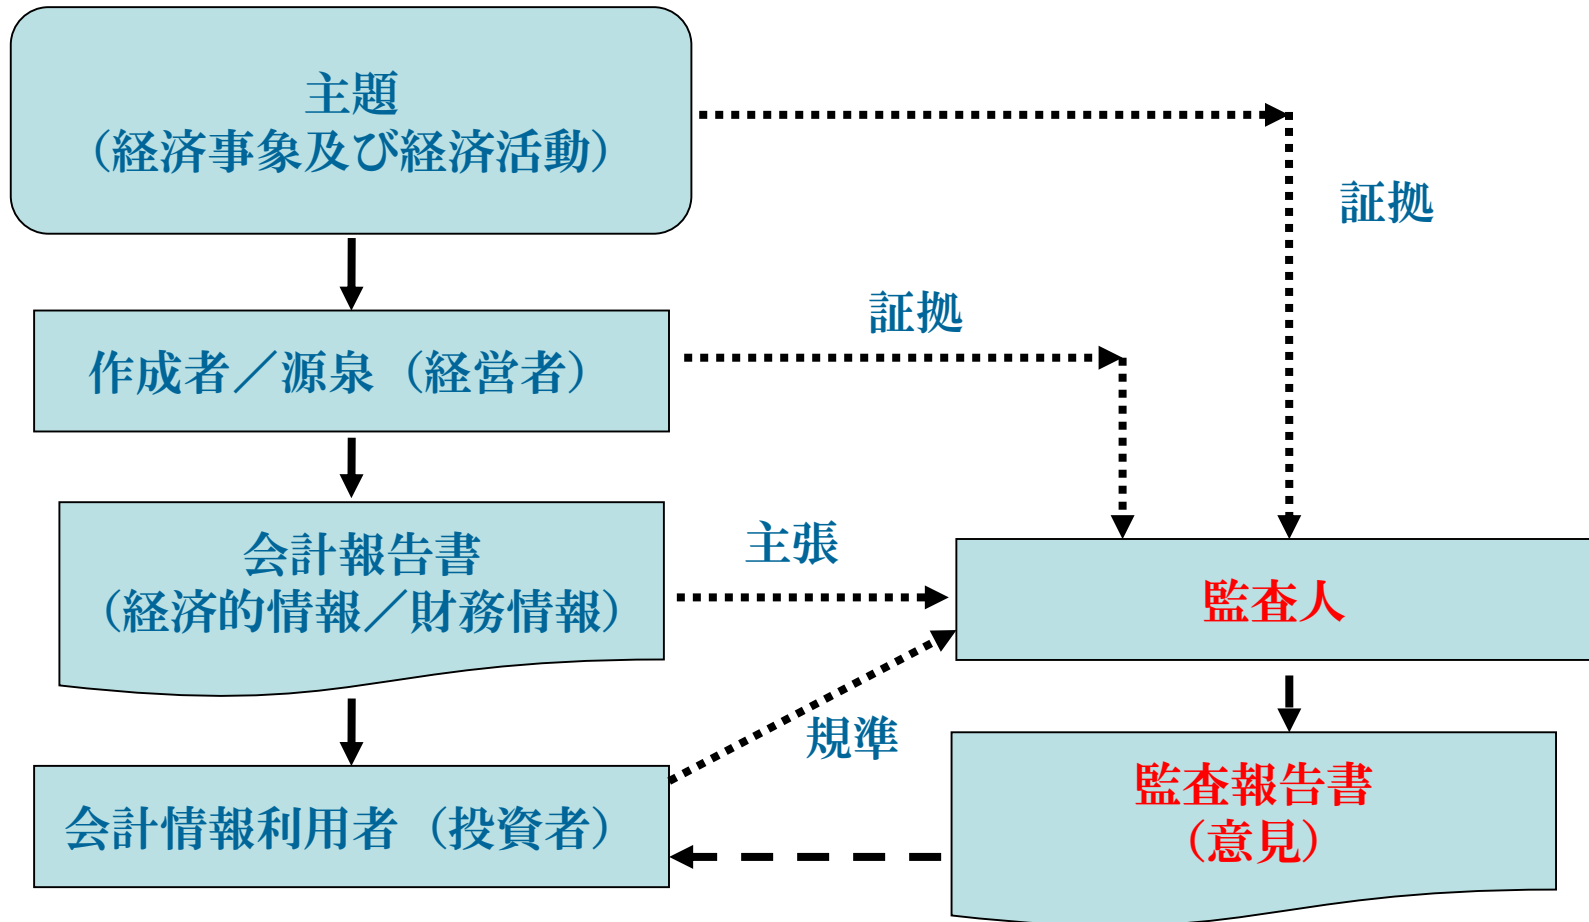 主題
（経済事象及び経済活動）
証拠
証拠
作成者／源泉（経営者）
会計報告書
（経済的情報／財務情報）
主張
監査人
規準
会計情報利用者（投資者）
監査報告書
（意見）